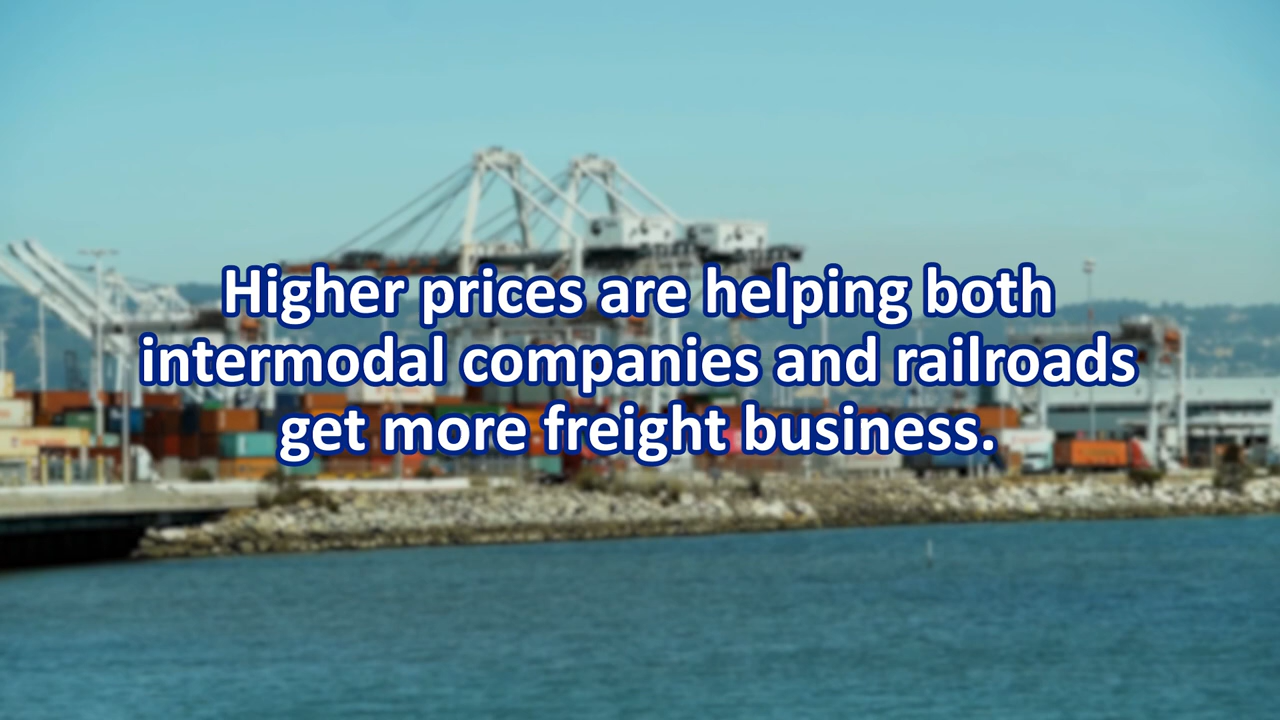 Higher prices are helping both
intermodal companies and railroads
get more freight business.